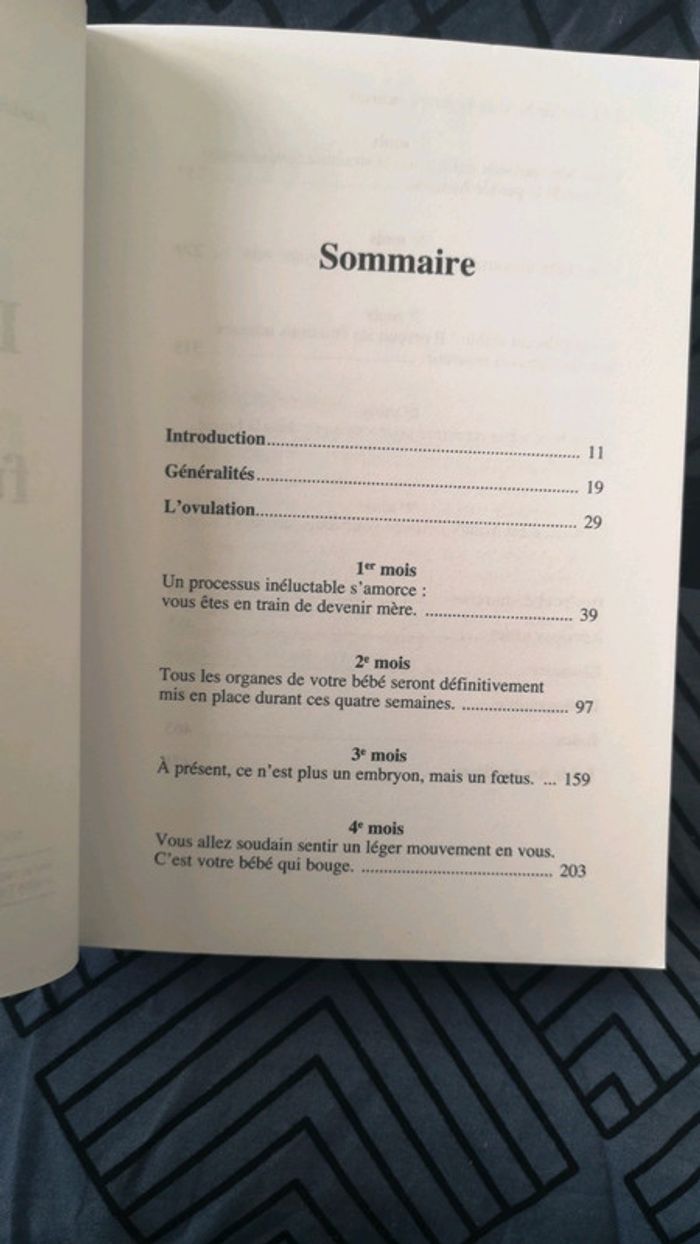 Sommaire
Introduction.......... 11
Généralités.......... 19
L'ovulation.......... 29
1er mois
Un processus inéluctable s'amorce :
vous êtes en train de devenir mère. .......... 39
2e mois
Tous les organes de votre bébé seront définitivement
mis en place durant ces quatre semaines. .......... 97
3e mois
À présent, ce n'est plus un embryon, mais un fœtus. ... 159
4e mois
Vous allez soudain sentir un léger mouvement en vous.
C'est votre bébé qui bouge. .......... 203